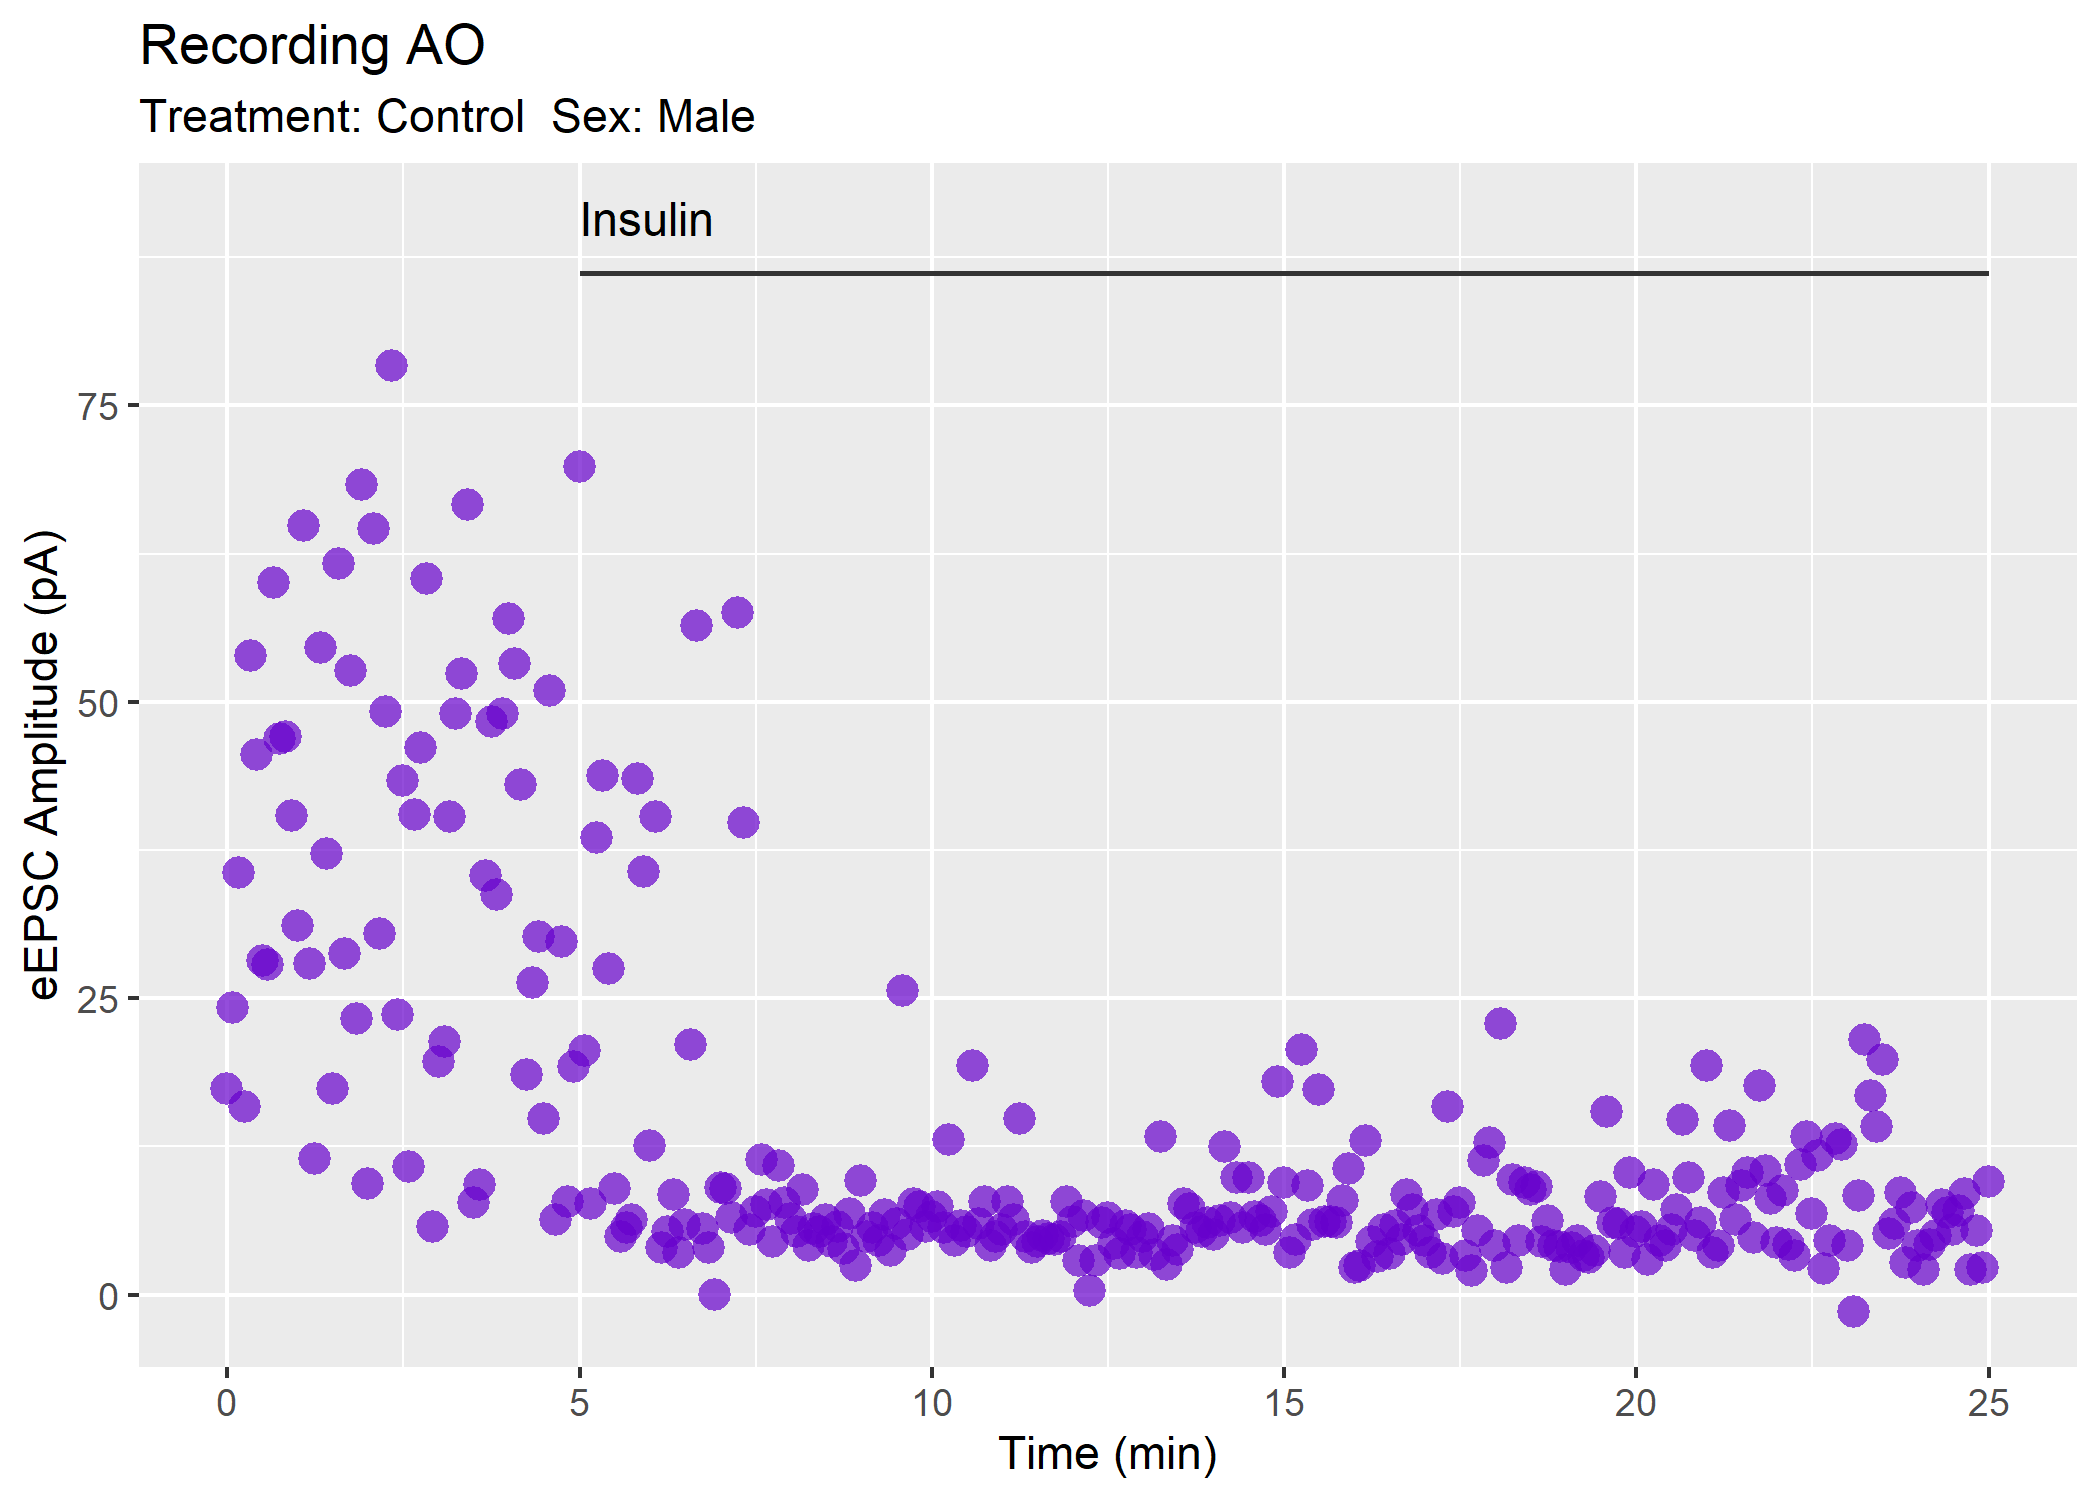 Recording AO
Treatment: Control  Sex: Male
Insulin
75
50
25
0
eEPSC Amplitude (pA)
0 5 10 15 20 25
Time (min)